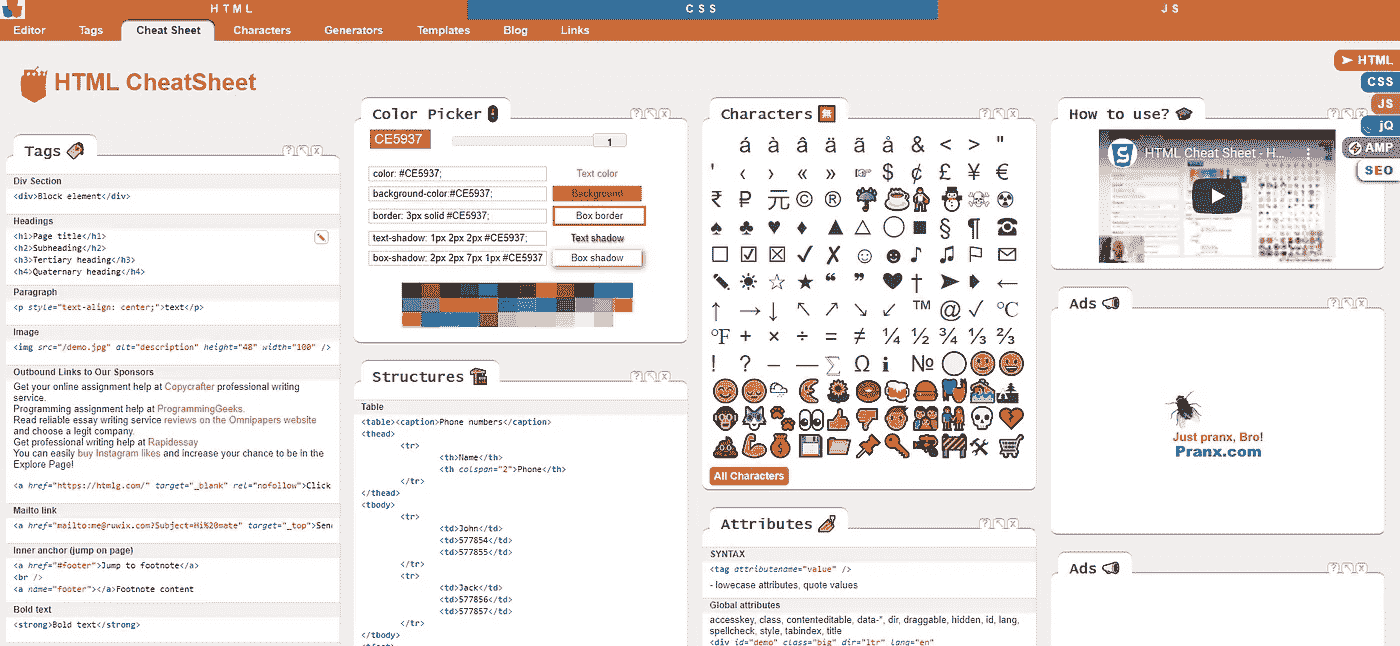 HTML
CSS
JS
Editor
Tags
Cheat Sheet
Characters
Generators
Templates
Blog
Links
HTML CheatSheet
HTML
CSS
JS
jQ
AMP
SEO
Tags
Div Section
<div>Block element</div>
Headings
<h1>Page title</h1>
<h2>Subheading</h2>
<h3>Tertiary heading</h3>
<h4>Quaternary heading</h4>
Paragraph
<p style="text-align: center;">text</p>
Image
<img src="/demo.jpg" alt="description" height="48" width="100" />
Outbound Links to Our Sponsors
Get your online assignment help at Copycrafter professional writing
service.
Programming assignment help at ProgrammingGeeks.
Read reliable essay writing service reviews on the Omnipapers website
and choose a legit company.
Get professional writing help at Rapidessay
You can easily buy Instagram likes and increase your chance to be in the
Explore Page!
<a href="https://htmlg.com/" target="_blank" rel="nofollow">Click
Mailto link
<a href="mailto:me@ruwix.com?Subject=Hi%20mate" target="_top">Send
Inner anchor (jump on page)
<a href="#footer">Jump to footnote</a>
<br />
<a name="footer"></a>Footnote content
Bold text
<strong>Bold text</strong>
Color Picker
CE5937
1
color: #CE5937;
Text color
background-color:#CE5937;
Background
border: 3px solid #CE5937;
Box border
text-shadow: 1px 2px 2px #CE5937;
Text shadow
box-shadow: 2px 2px 7px 1px #CE5937
Box shadow
Structures
Table
<table><caption>Phone numbers</caption>
<thead>
<tr>
<th>Name</th>
<th colspan="2">Phone</th>
</tr>
</thead>
<tbody>
<tr>
<td>John</td>
<td>577854</td>
<td>577855</td>
</tr>
<tr>
<td>Jack</td>
<td>577856</td>
<td>577857</td>
</tr>
</tbody>
Characters
á à â ä ã å & < > "
' ‹ › « » ☞ $ ¢ £ ¥ €
₹ ₽ 元 © ® ☂ ☕ ☃ ☠ ☢
♠ ♣ ♥ ♦ ▲ △ ◯ ■ § ¶ ☎
☐ ☑ ☒ ✓ ✗ ☺ ☻ ♪ ♫ ⚐ ✉
✎ ☀ ☆ ★ “ ” ❤ † ➤ ←
↑ → ↓ ↖ ↗ ↘ ↙ ™ @ ✓ ℃
℉ + × ÷ = ≠ ¼ ½ ¾ ⅓ ⅔
! ? – — ∑ Ω ℹ № ◯
All Characters
Attributes
SYNTAX
<tag attributename="value" />
- lowecase attributes, quote values
Global attributes
accesskey, class, contenteditable, data-*, dir, draggable, hidden, id, lang,
spellcheck, style, tabindex, title
<div id="demo" class="big" dir="ltr" lang="en"
How to use?
HTML Cheat Sheet - H...
Ads
Just pranx, Bro!
Pranx.com
Ads